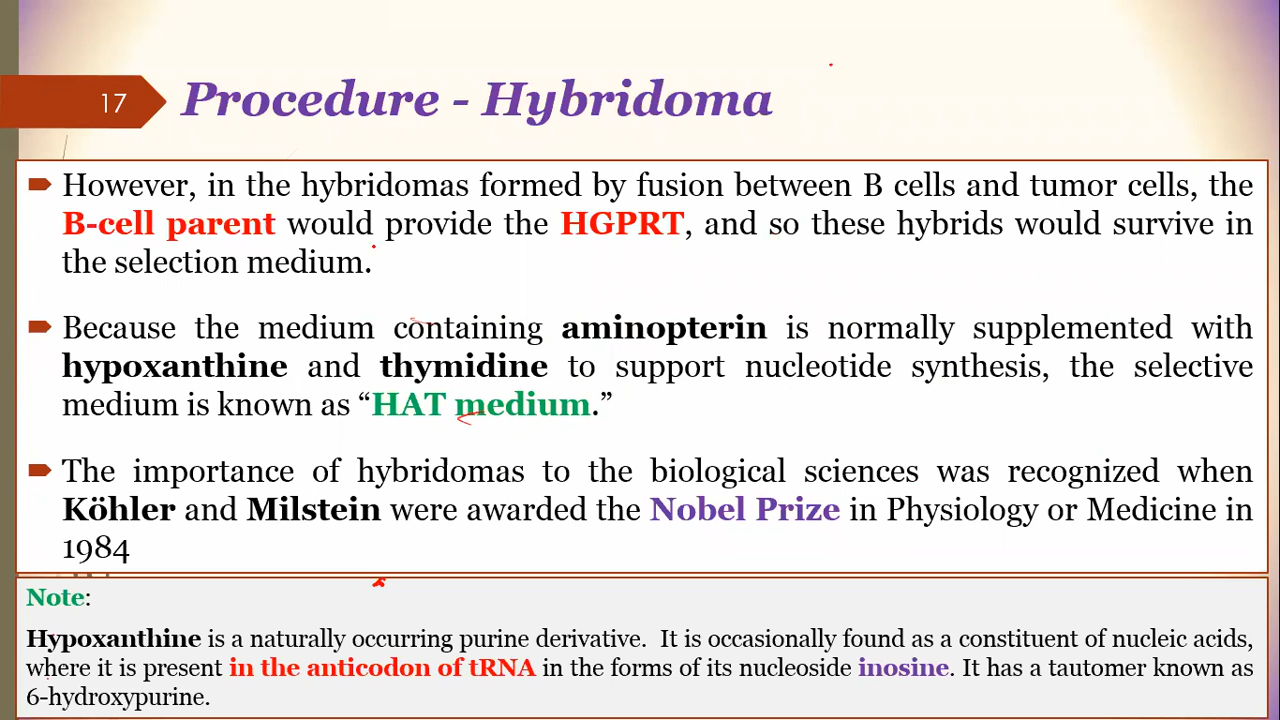 17
Procedure - Hybridoma
However, in the hybridomas formed by fusion between B cells and tumor cells, the
B-cell parent would provide the HGPRT, and so these hybrids would survive in
the selection medium.
Because the medium containing aminopterin is normally supplemented with
hypoxanthine and thymidine to support nucleotide synthesis, the selective
medium is known as “HAT medium.”
The importance of hybridomas to the biological sciences was recognized when
Köhler and Milstein were awarded the Nobel Prize in Physiology or Medicine in
1984
Note:
Hypoxanthine is a naturally occurring purine derivative. It is occasionally found as a constituent of nucleic acids,
where it is present in the anticodon of tRNA in the forms of its nucleoside inosine. It has a tautomer known as
6-hydroxypurine.